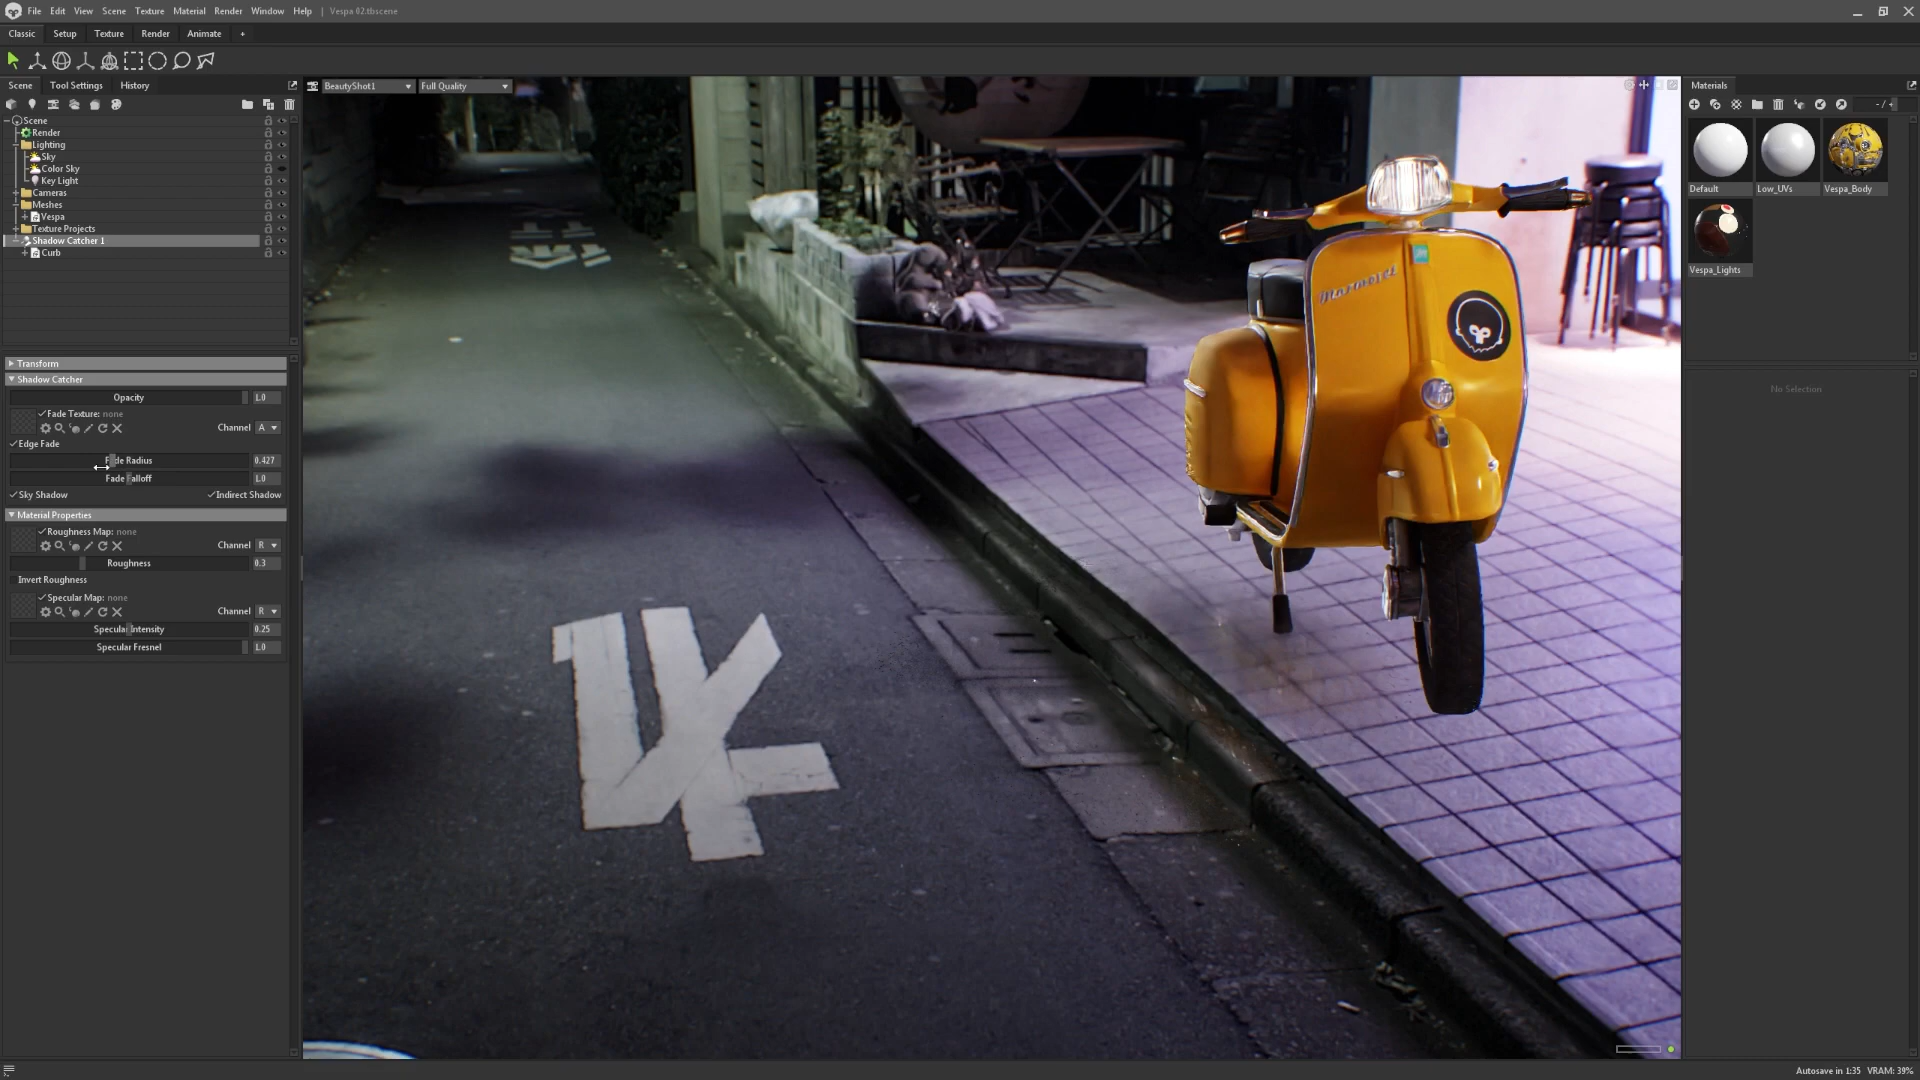 File Edit View Scene Texture Material Render Window Help | Vespa 02.tbscene
Classic Setup Texture Render Animate +
Scene Tool Settings History
BeautyShot1 Full Quality
Materials
- / +
Scene
Render
Lighting
Sky
Color Sky
Key Light
Cameras
Meshes
Vespa
Texture Projects
Shadow Catcher 1
Curb
Default Low_UVs Vespa_Body
Vespa_Lights
No Selection
Transform
Shadow Catcher
Opacity 1.0
Fade Texture: none
Channel A
Edge Fade
Fade Radius 0.427
Fade Falloff 1.0
Sky Shadow Indirect Shadow
Material Properties
Roughness Map: none
Channel R
Roughness 0.3
Invert Roughness
Specular Map: none
Channel R
Specular Intensity 0.25
Specular Fresnel 1.0
Marmoset
Autosave in 1:35 VRAM: 39%